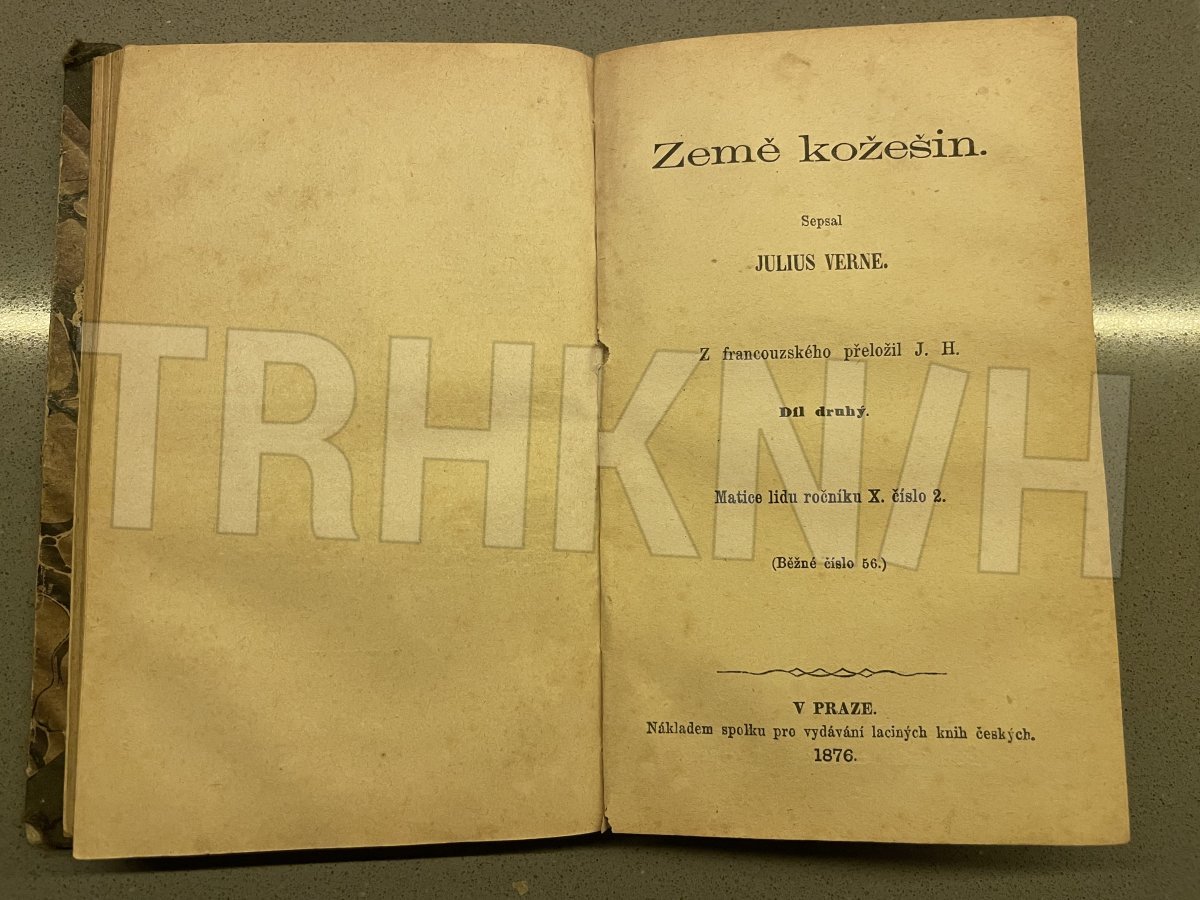 Země kožešin.
Sepsal
JULIUS VERNE.
Z francouzského přeložil J. H.
Díl druhý.
Matice lidu ročníku X. číslo 2.
(Běžné číslo 56.)
V PRAZE.
Nákladem spolku pro vydávání laciných knih českých.
1876.
TRHKNIH